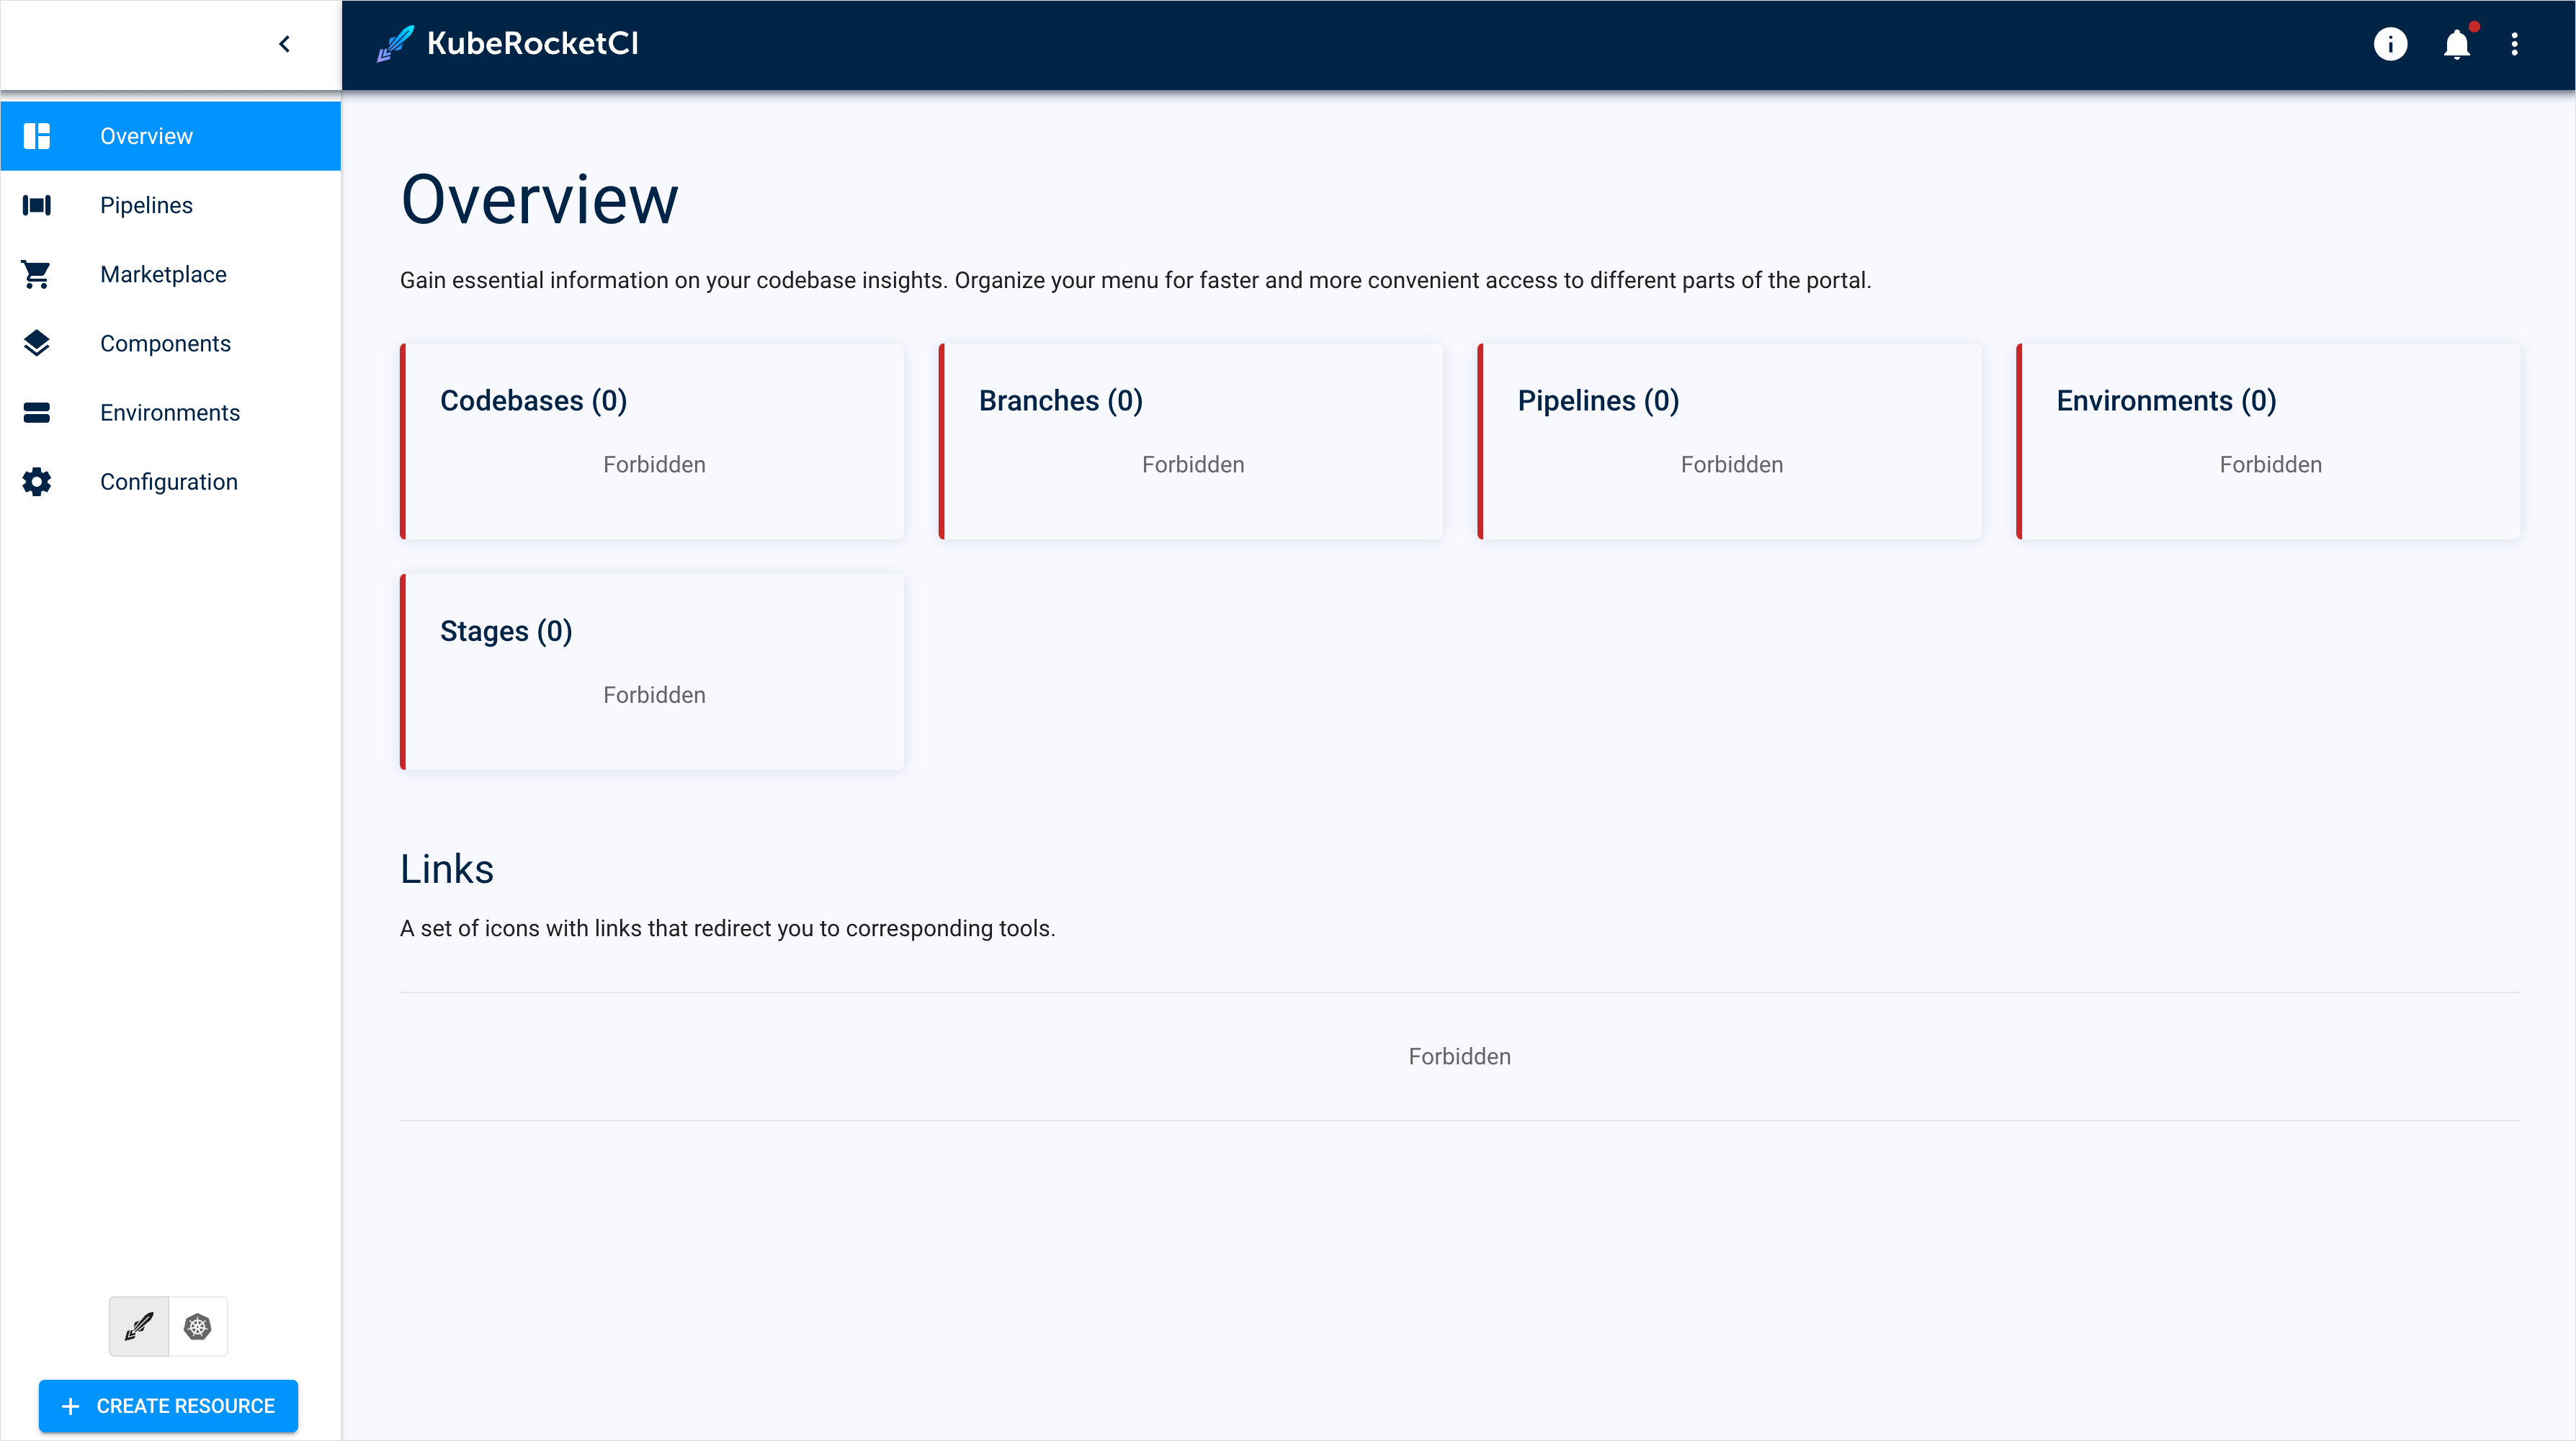 KubeRocketCI
Overview
Pipelines
Marketplace
Components
Environments
Configuration
CREATE RESOURCE
Overview
Gain essential information on your codebase insights. Organize your menu for faster and more convenient access to different parts of the portal.
Codebases (0)
Forbidden
Branches (0)
Forbidden
Pipelines (0)
Forbidden
Environments (0)
Forbidden
Stages (0)
Forbidden
Links
A set of icons with links that redirect you to corresponding tools.
Forbidden